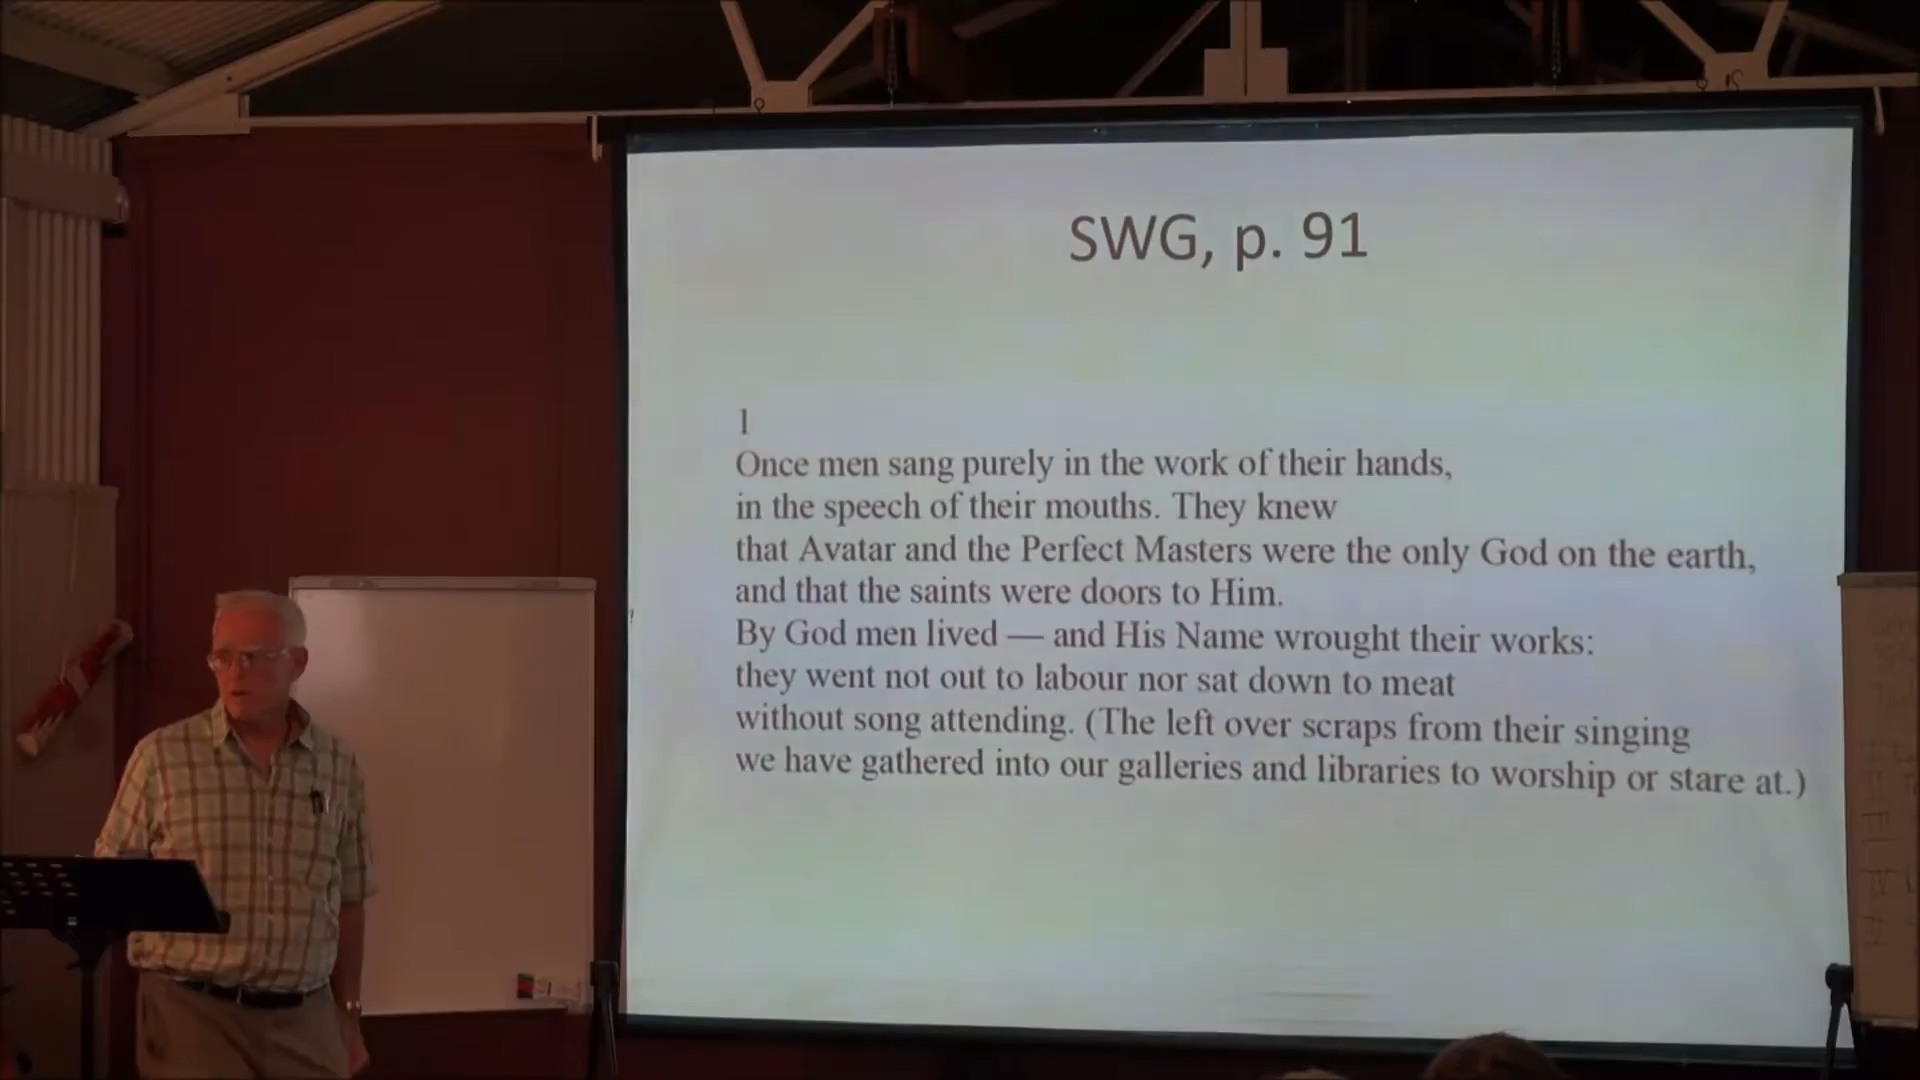 SWG, p. 91
1
Once men sang purely in the work of their hands,
in the speech of their mouths. They knew
that Avatar and the Perfect Masters were the only God on the earth,
and that the saints were doors to Him.
By God men lived — and His Name wrought their works:
they went not out to labour nor sat down to meat
without song attending. (The left over scraps from their singing
we have gathered into our galleries and libraries to worship or stare at.)